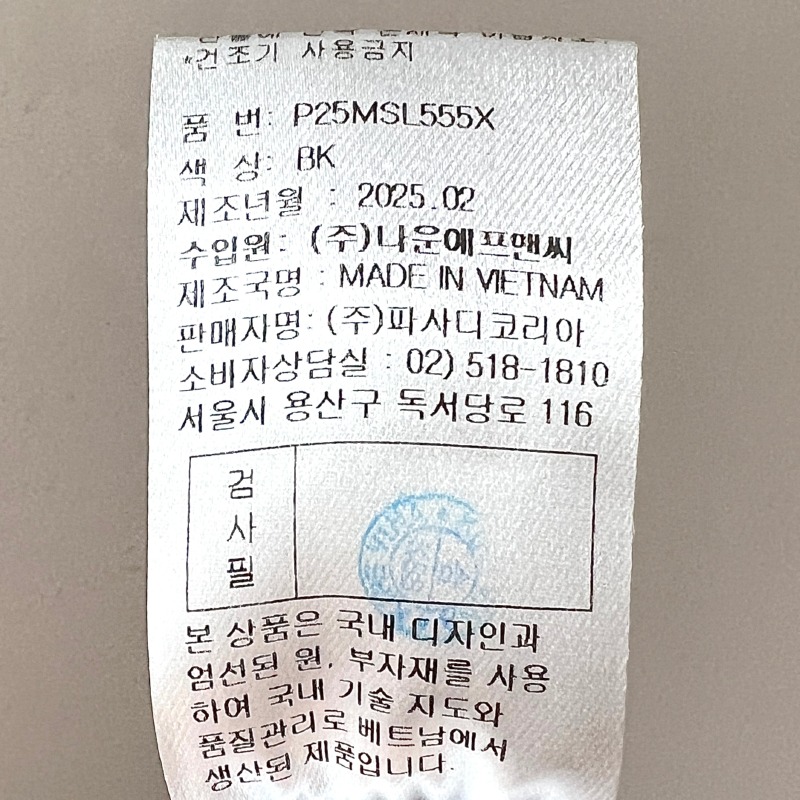 *건조기 사용금지
품 번: P25MSL555X
색 상: BK
제조년월 : 2025.02
수입원: (주)나운에프앤씨
제조국명 : MADE IN VIETNAM
판매자명: (주)파사디코리아
소비자상담실 : 02) 518-1810
서울시 용산구 독서당로 116
검
사
필
본 상품은 국내 디자인과
엄선된 원, 부자재를 사용
하여 국내 기술 지도와
품질관리로 베트남에서
생산된 제품입니다.